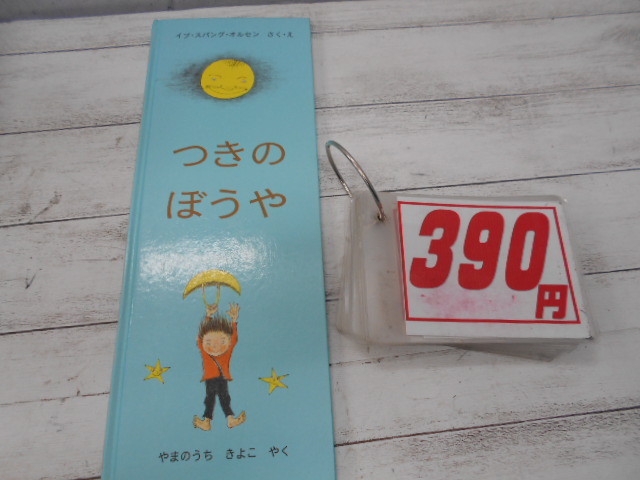 イブ・スパング・オルセン さく・え
つきの
ぼうや
やまのうち きよこ やく
390円